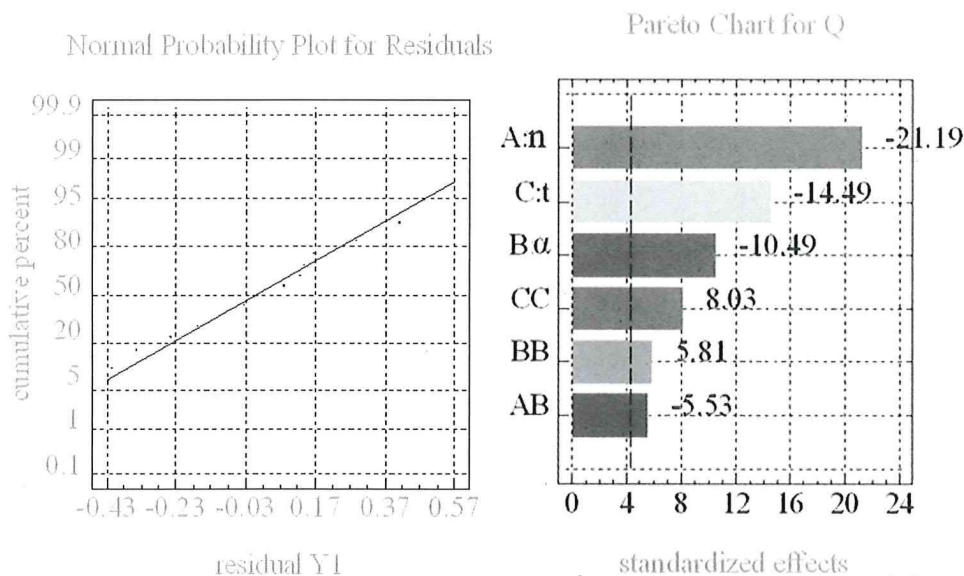 Normal Probability Plot for Residuals
cumulative percent
99.9
99
95
80
50
20
5
1
0.1
-0.43 -0.23 -0.03 0.17 0.37 0.57
residual Y1
Pareto Chart for Q
A:n -21.19
C:t -14.49
Bα -10.49
CC 8.03
BB 5.81
AB -5.53
0 4 8 12 16 20 24
standardized effects